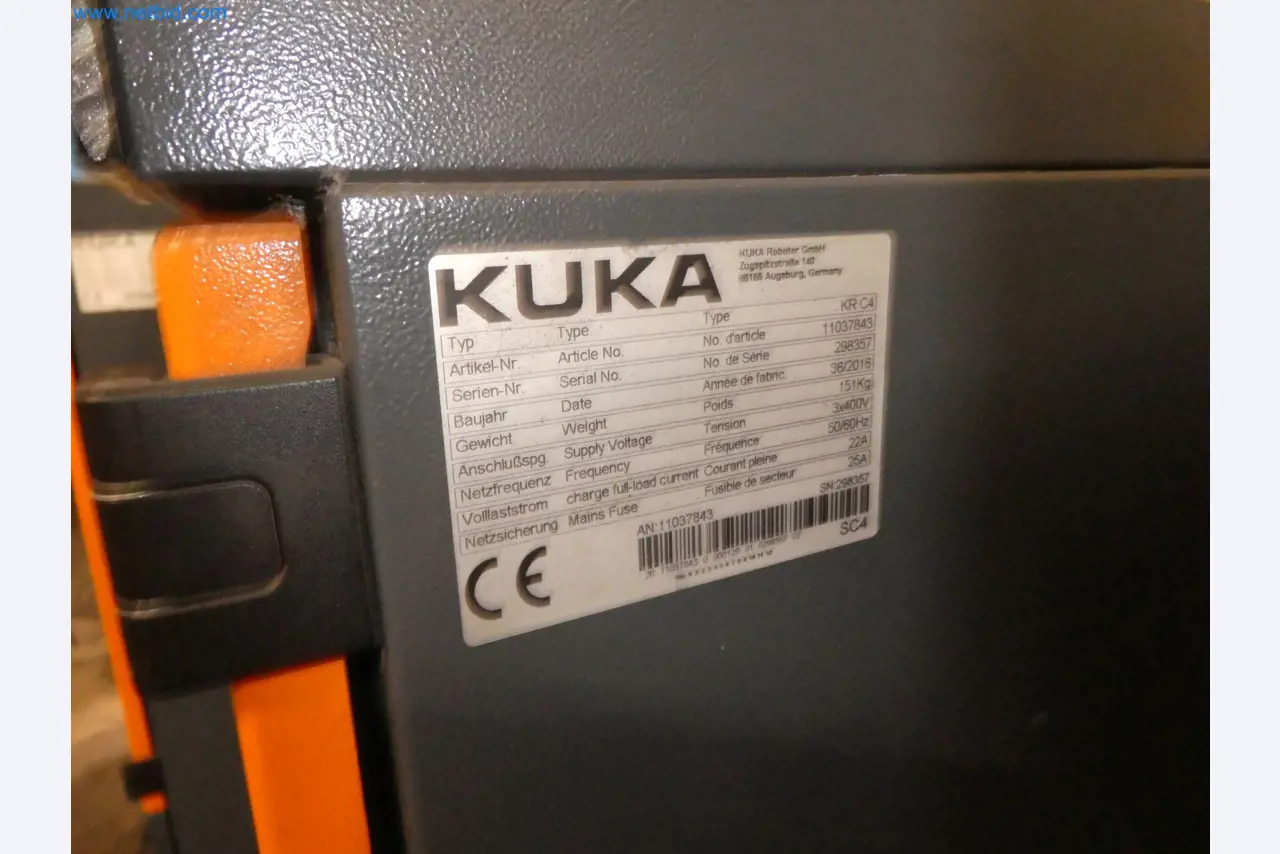 www.netbid.com
KUKA
KUKA Roboter GmbH
Zugspitzstraße 140
86165 Augsburg, Germany
Typ Type Type KR C4
Artikel-Nr. Article No. No. d'article 11037843
Serien-Nr. Serial No. No. de Série 298357
Baujahr Date Année de fabric. 36/2016
Gewicht Weight Poids 151Kg
Anschlußspg. Supply Voltage Tension 3x400V
Netzfrequenz Frequency Fréquence 50/60Hz
Volllaststrom charge full-load current Courant pleine 22A
Netzsicherung Mains Fuse Fusible de secteur 25A
AN:11037843 SN:298357
CE
SC4